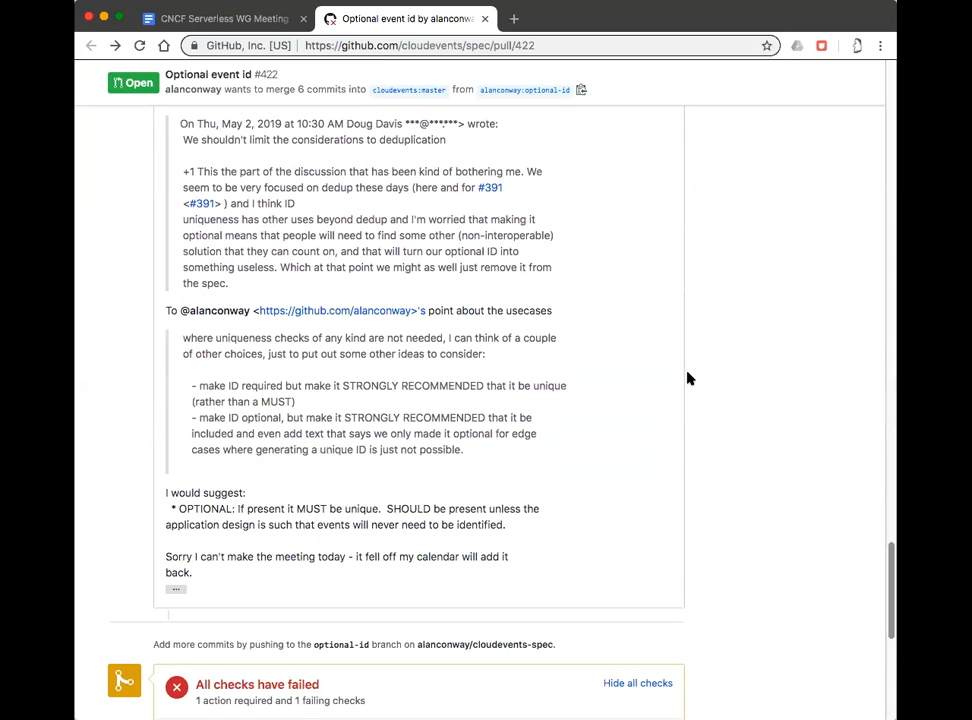 CNCF Serverless WG Meeting
Optional event id by alanconwa
GitHub, Inc. [US] | https://github.com/cloudevents/spec/pull/422
Open
Optional event id #422
alanconway wants to merge 6 commits into cloudevents:master from alanconway:optional-id
On Thu, May 2, 2019 at 10:30 AM Doug Davis ***@***.***> wrote:
We shouldn't limit the considerations to deduplication
+1 This the part of the discussion that has been kind of bothering me. We
seem to be very focused on dedup these days (here and for #391
<#391> ) and I think ID
uniqueness has other uses beyond dedup and I'm worried that making it
optional means that people will need to find some other (non-interoperable)
solution that they can count on, and that will turn our optional ID into
something useless. Which at that point we might as well just remove it from
the spec.
To @alanconway <https://github.com/alanconway>'s point about the usecases
where uniqueness checks of any kind are not needed, I can think of a couple
of other choices, just to put out some other ideas to consider:
- make ID required but make it STRONGLY RECOMMENDED that it be unique
(rather than a MUST)
- make ID optional, but make it STRONGLY RECOMMENDED that it be
included and even add text that says we only made it optional for edge
cases where generating a unique ID is just not possible.
I would suggest:
* OPTIONAL: If present it MUST be unique. SHOULD be present unless the
application design is such that events will never need to be identified.
Sorry I can't make the meeting today - it fell off my calendar will add it
back.
...
Add more commits by pushing to the optional-id branch on alanconway/cloudevents-spec.
All checks have failed
Hide all checks
1 action required and 1 failing checks